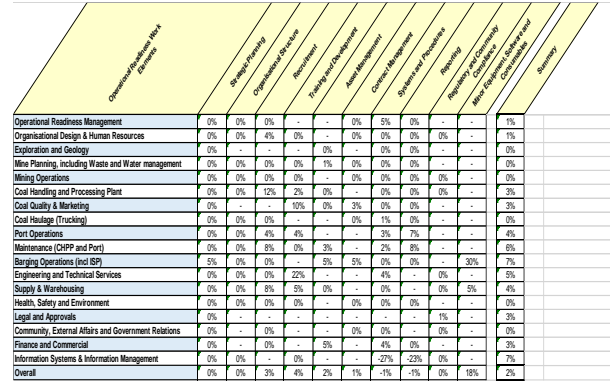 Operational Readiness Work
Elements
Strategic Planning
Organisational Structure
Recruitment
Training and Development
Asset Management
Contract Management
Systems and Procedures
Reporting
Regulatory and Community
Compliance
Minor Equipment, Software and
Consumables
Summary
Operational Readiness Management 0% 0% 0% - - 0% 5% 0% - - 1%
Organisational Design & Human Resources 0% 0% 4% 0% - 0% 0% 0% 0% - 1%
Exploration and Geology 0% - - - 0% - 0% 0% - - 0%
Mine Planning, including Waste and Water management 0% 0% 0% 0% 1% 0% 0% 0% - - 0%
Mining Operations 0% 0% 0% 0% - 0% 0% 0% 0% - 0%
Coal Handling and Processing Plant 0% 0% 12% 2% 0% - 0% 0% 0% - 3%
Coal Quality & Marketing 0% - - 10% 0% 3% 0% 0% - - 3%
Coal Haulage (Trucking) 0% 0% 0% - - 0% 1% 0% - - 0%
Port Operations 0% 0% 4% 4% - - 3% 7% - - 4%
Maintenance (CHPP and Port) 0% 0% 8% 0% 3% - 2% 8% - - 6%
Barging Operations (incl ISP) 5% 0% 0% - 5% 5% 0% 0% - 30% 7%
Engineering and Technical Services 0% 0% 0% 22% - - 4% - 0% - 5%
Supply & Warehousing 0% 0% 8% 5% 0% - 0% 0% 0% 5% 4%
Health, Safety and Environment 0% 0% 0% 0% - 0% 0% 0% - - 0%
Legal and Approvals 0% - - - - - - - 1% - 3%
Community, External Affairs and Government Relations 0% - 0% - 0% 0% 0% - 0% - 0%
Finance and Commercial 0% - 0% - 5% - 4% 0% - - 3%
Information Systems & Information Management 0% 0% - 0% - - -27% -23% 0% - 7%
Overall 0% 0% 3% 4% 2% 1% -1% -1% 0% 18% 2%